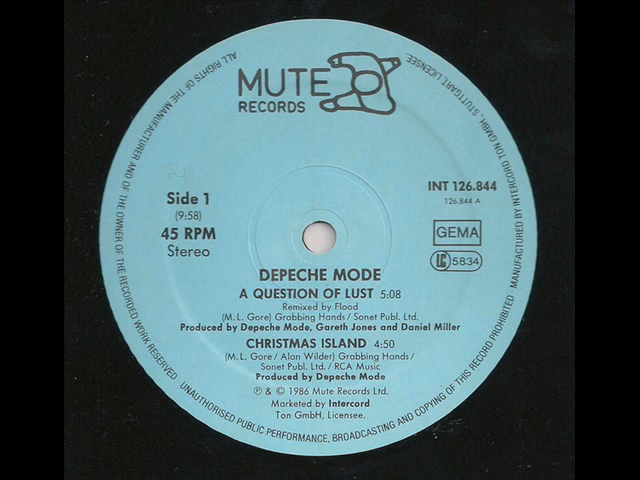 MUTE
RECORDS
Side 1
(9:58)
45 RPM
Stereo
INT 126.844
126.844 A
GEMA
LC 5834
DEPECHE MODE
A QUESTION OF LUST 5:08
Remixed by Flood
(M.L. Gore) Grabbing Hands / Sonet Publ. Ltd.
Produced by Depeche Mode, Gareth Jones and Daniel Miller
CHRISTMAS ISLAND 4:50
(M.L. Gore / Alan Wilder) Grabbing Hands /
Sonet Publ. Ltd. / RCA Music
Produced by Depeche Mode
℗ & © 1986 Mute Records Ltd.
Marketed by Intercord
Ton GmbH, Licensee.
ALL RIGHTS OF THE MANUFACTURER AND OF THE OWNER OF THE RECORDED WORK RESERVED
UNAUTHORISED PUBLIC PERFORMANCE, BROADCASTING AND COPYING OF THIS RECORD PROHIBITED
MANUFACTURED BY INTERCORD TON GMBH, STUTTGART, LICENSEE.